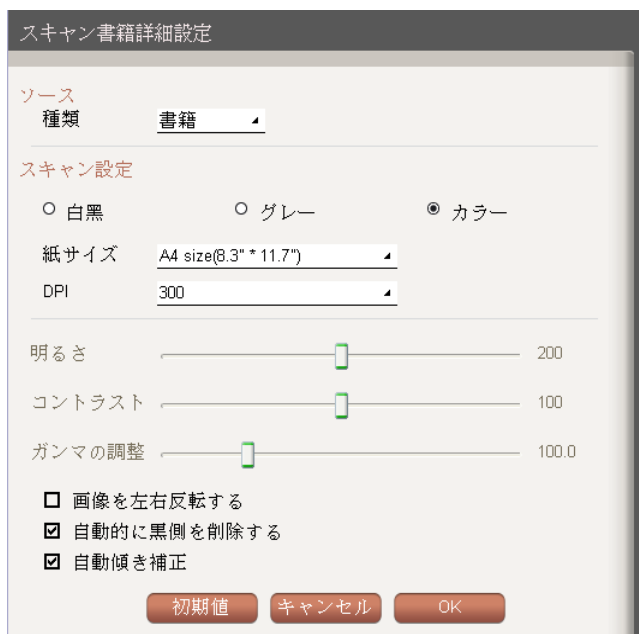 スキャン書籍詳細設定
ソース
種類 書籍
スキャン設定
白黒 グレー カラー
紙サイズ A4 size(8.3" * 11.7")
DPI 300
明るさ 200
コントラスト 100
ガンマの調整 100.0
画像を左右反転する
自動的に黒側を削除する
自動傾き補正
初期値 キャンセル OK